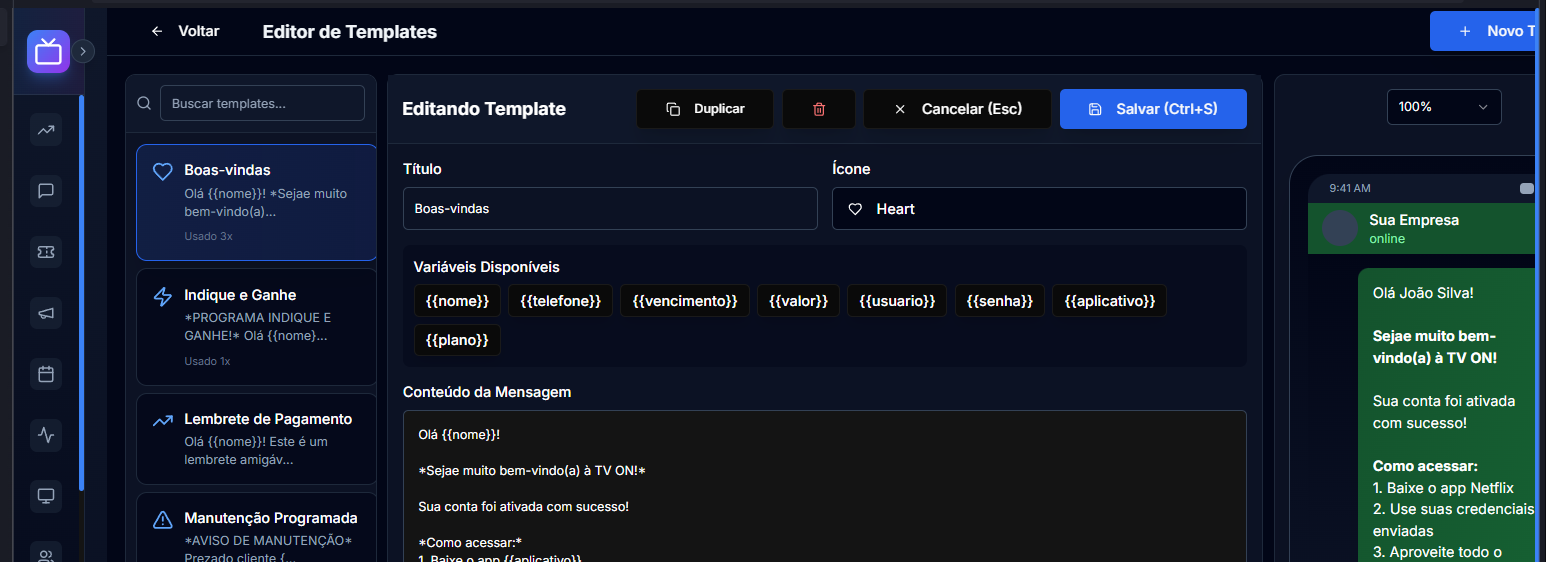 Voltar
Editor de Templates
Novo T
Buscar templates...
Boas-vindas
Olá {{nome}}! *Sejae muito
bem-vindo(a)...
Usado 3x
Indique e Ganhe
*PROGRAMA INDIQUE E
GANHE!* Olá {{nome}...
Usado 1x
Lembrete de Pagamento
Olá {{nome}}! Este é um
lembrete amigáv...
Manutenção Programada
*AVISO DE MANUTENÇÃO*
Prezado cliente {...
Editando Template
Duplicar
Cancelar (Esc)
Salvar (Ctrl+S)
Título
Boas-vindas
Ícone
Heart
Variáveis Disponíveis
{{nome}} {{telefone}} {{vencimento}} {{valor}} {{usuario}} {{senha}} {{aplicativo}}
{{plano}}
Conteúdo da Mensagem
Olá {{nome}}!
*Sejae muito bem-vindo(a) à TV ON!*
Sua conta foi ativada com sucesso!
*Como acessar:*
1. Baixe o app {{aplicativo}}
100%
9:41 AM
Sua Empresa
online
Olá João Silva!
Sejae muito bem-
vindo(a) à TV ON!
Sua conta foi ativada
com sucesso!
Como acessar:
1. Baixe o app Netflix
2. Use suas credenciais
enviadas
3. Aproveite todo o